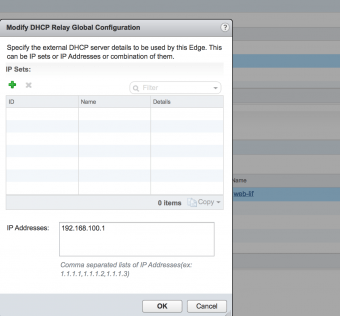 Modify DHCP Relay Global Configuration
?
Specify the external DHCP server details to be used by this Edge. This
can be IP sets or IP Addresses or combination of them.
IP Sets:
Filter
ID Name Details
0 items Copy
Name
web-lif
IP Addresses: 192.168.100.1
Comma separated lists of IP Addresses(ex:
1.1.1.1,1.1.1.2,1.1.1.3)
OK Cancel